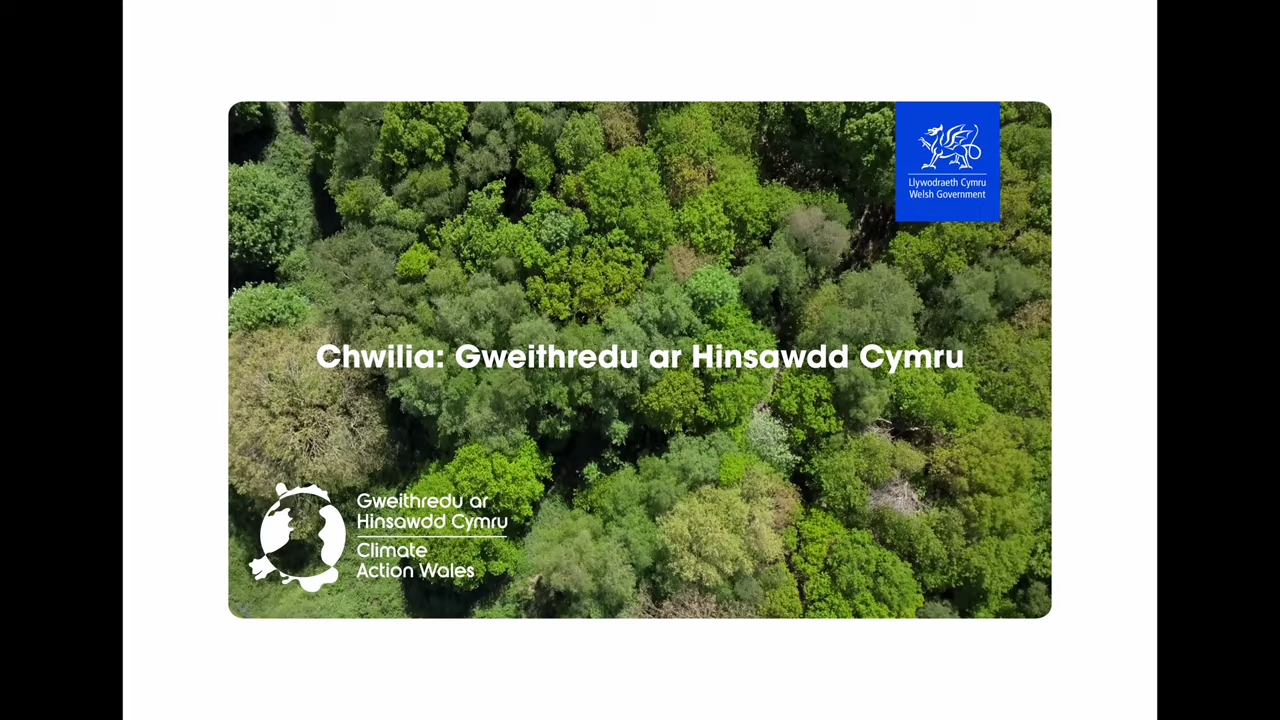 Llywodraeth Cymru
Welsh Government
Chwilia: Gweithredu ar Hinsawdd Cymru
Gweithredu ar
Hinsawdd Cymru
Climate
Action Wales